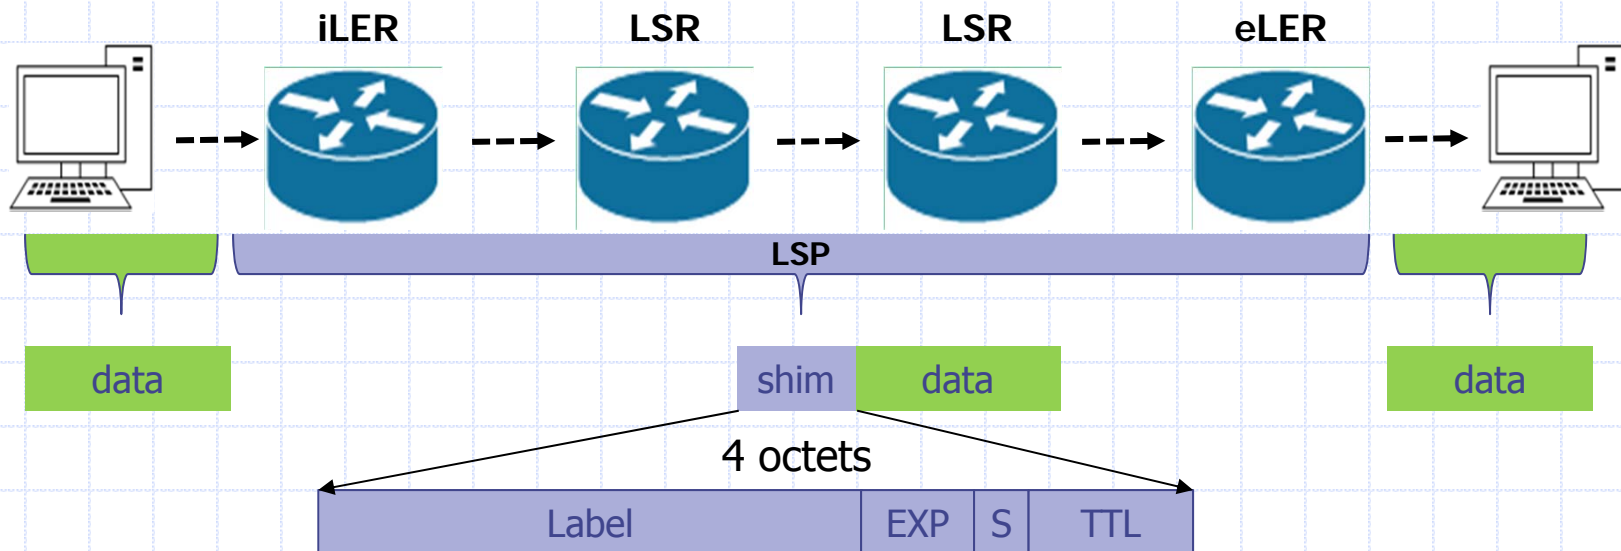 iLER LSR LSR eLER
LSP
data shim data data
4 octets
Label EXP S TTL